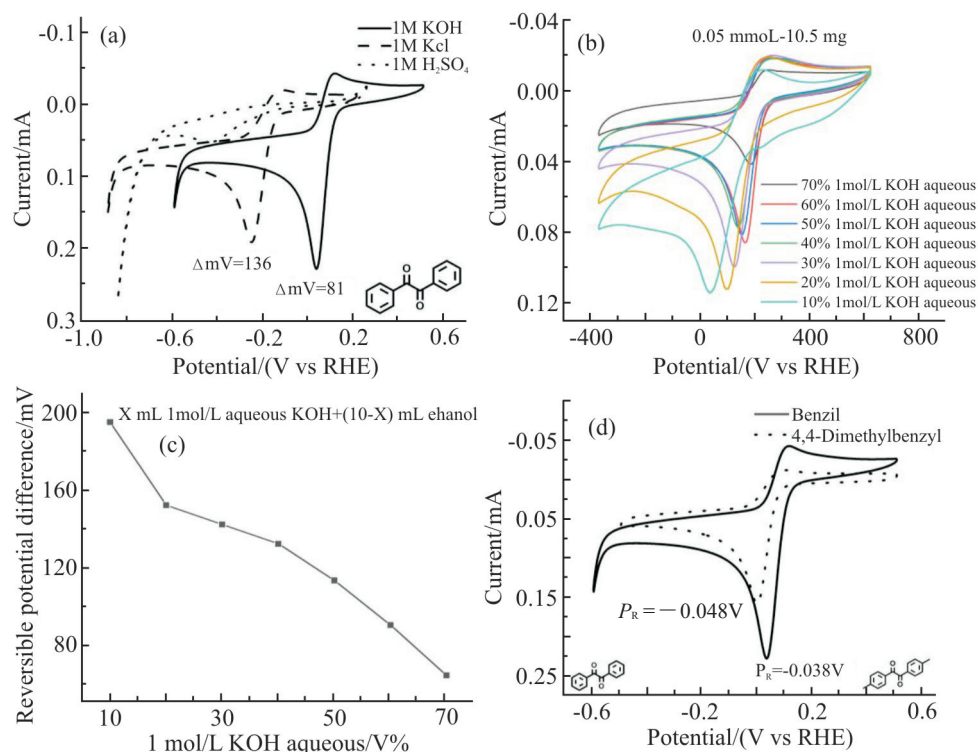 (a)
1M KOH
1M Kcl
1M H₂SO₄
-0.1
0.0
0.1
0.2
0.3
Current/mA
ΔmV=136
ΔmV=81
O
O
-1.0
-0.6
-0.2
0.2
0.6
Potential/(V vs RHE)
(b)
0.05 mmoL-10.5 mg
-0.04
0.00
0.04
0.08
0.12
Current/mA
70% 1mol/L KOH aqueous
60% 1mol/L KOH aqueous
50% 1mol/L KOH aqueous
40% 1mol/L KOH aqueous
30% 1mol/L KOH aqueous
20% 1mol/L KOH aqueous
10% 1mol/L KOH aqueous
-400
0
400
800
Potential/(V vs RHE)
X mL 1mol/L aqueous KOH+(10-X) mL ehanol
(c)
200
160
120
80
Reversible potential difference/mV
10
30
50
70
1 mol/L KOH aqueous/V%
(d)
Benzil
4,4-Dimethylbenzyl
-0.05
0.05
0.15
0.25
Current/mA
P_R=−0.048V
P_R=-0.038V
O
O
O
O
-0.6
-0.2
0.2
0.6
Potential/(V vs RHE)